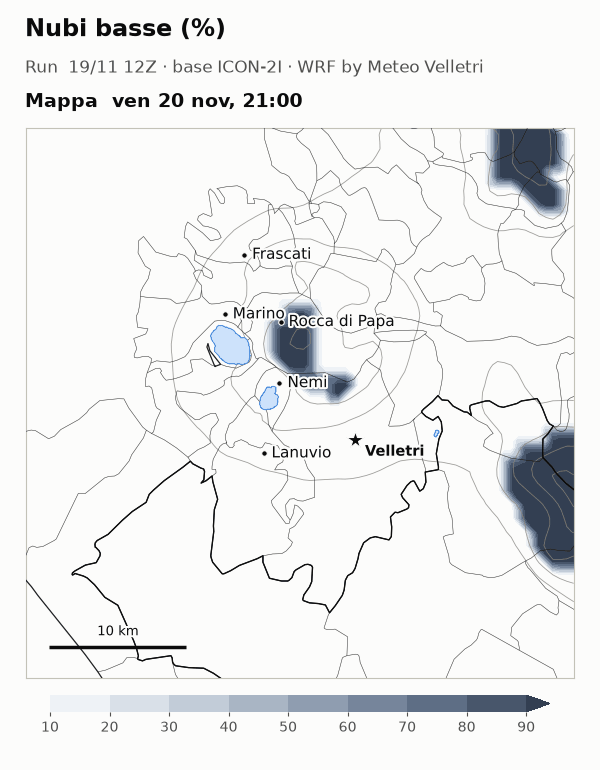 Nubi basse (%)
Run  19/11 12Z · base ICON-2I · WRF by Meteo Velletri
Mappa  ven 20 nov, 21:00
Frascati
Marino
Rocca di Papa
Nemi
Velletri
Lanuvio
10 km
10 20 30 40 50 60 70 80 90